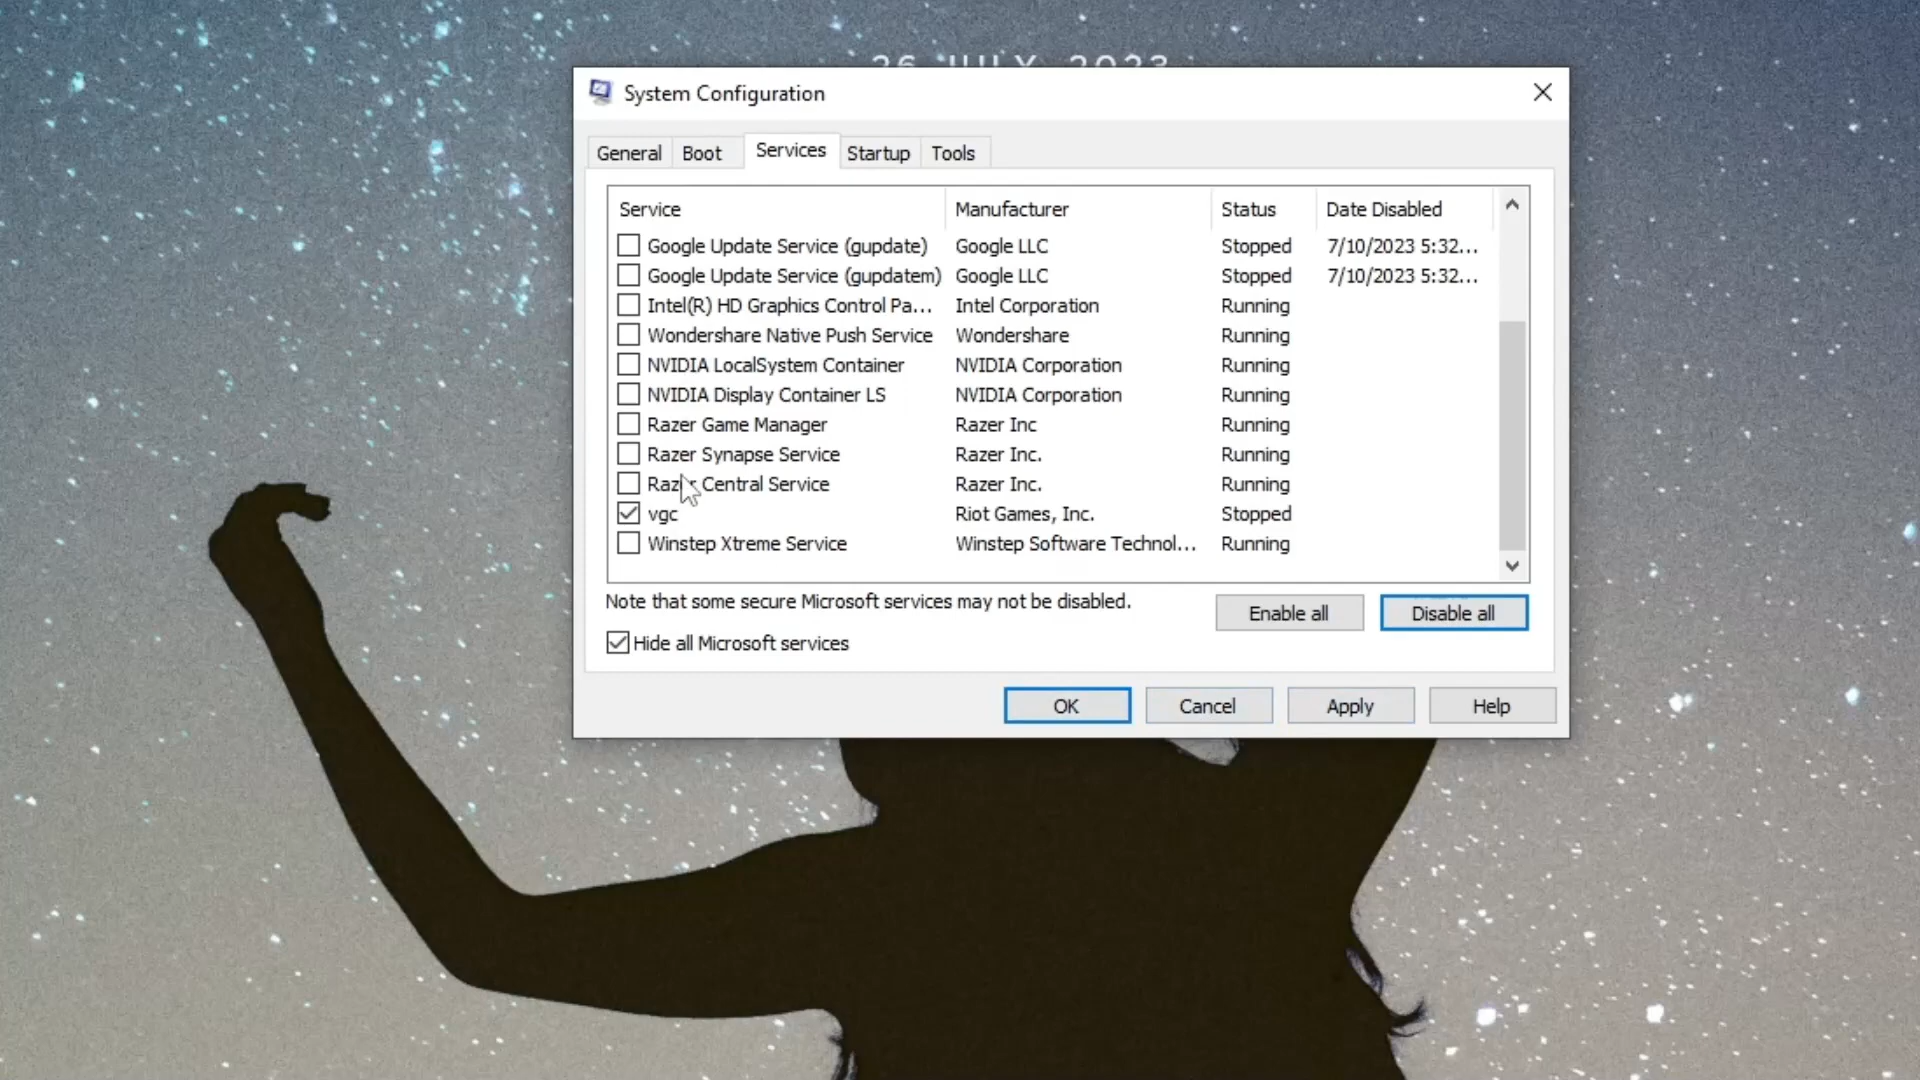 26 JULY, 2023
System Configuration
General Boot Services Startup Tools
Service Manufacturer Status Date Disabled
Google Update Service (gupdate) Google LLC Stopped 7/10/2023 5:32...
Google Update Service (gupdatem) Google LLC Stopped 7/10/2023 5:32...
Intel(R) HD Graphics Control Pa... Intel Corporation Running
Wondershare Native Push Service Wondershare Running
NVIDIA LocalSystem Container NVIDIA Corporation Running
NVIDIA Display Container LS NVIDIA Corporation Running
Razer Game Manager Razer Inc Running
Razer Synapse Service Razer Inc. Running
Razer Central Service Razer Inc. Running
vgc Riot Games, Inc. Stopped
Winstep Xtreme Service Winstep Software Technol... Running
Note that some secure Microsoft services may not be disabled.
Enable all Disable all
Hide all Microsoft services
OK Cancel Apply Help